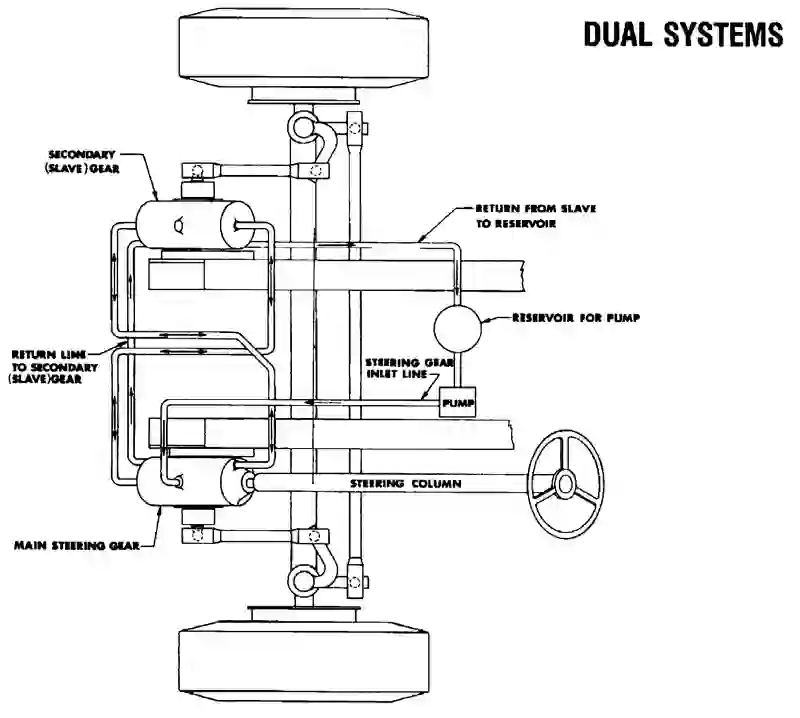 DUAL SYSTEMS
SECONDARY
(SLAVE) GEAR
RETURN FROM SLAVE
TO RESERVOIR
RESERVOIR FOR PUMP
RETURN LINE
TO SECONDARY
(SLAVE) GEAR
STEERING GEAR
INLET LINE
PUMP
STEERING COLUMN
MAIN STEERING GEAR